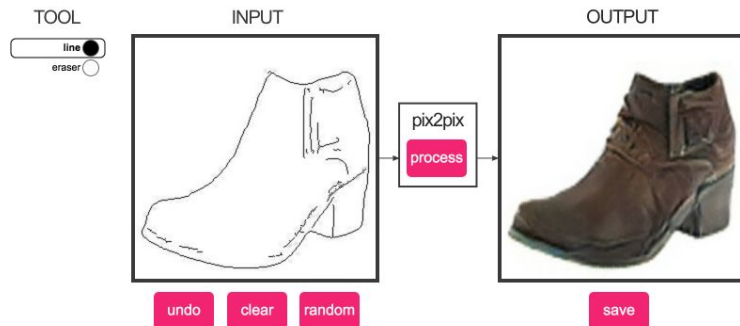 TOOL
line
eraser
INPUT
pix2pix
process
OUTPUT
undo
clear
random
save